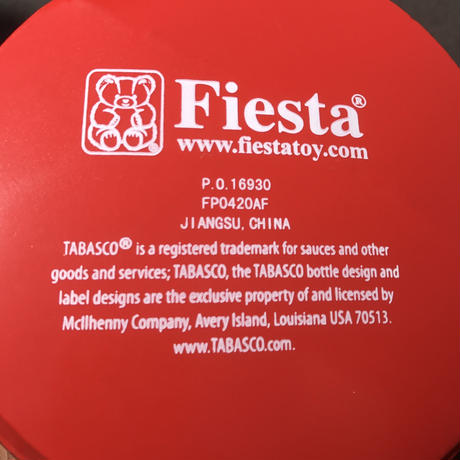 Fiesta®
www.fiestatoy.com
P.O.16930
FP0420AF
JIANGSU, CHINA
TABASCO® is a registered trademark for sauces and other
goods and services; TABASCO, the TABASCO bottle design and
label designs are the exclusive property of and licensed by
McIlhenny Company, Avery Island, Louisiana USA 70513.
www.TABASCO.com.